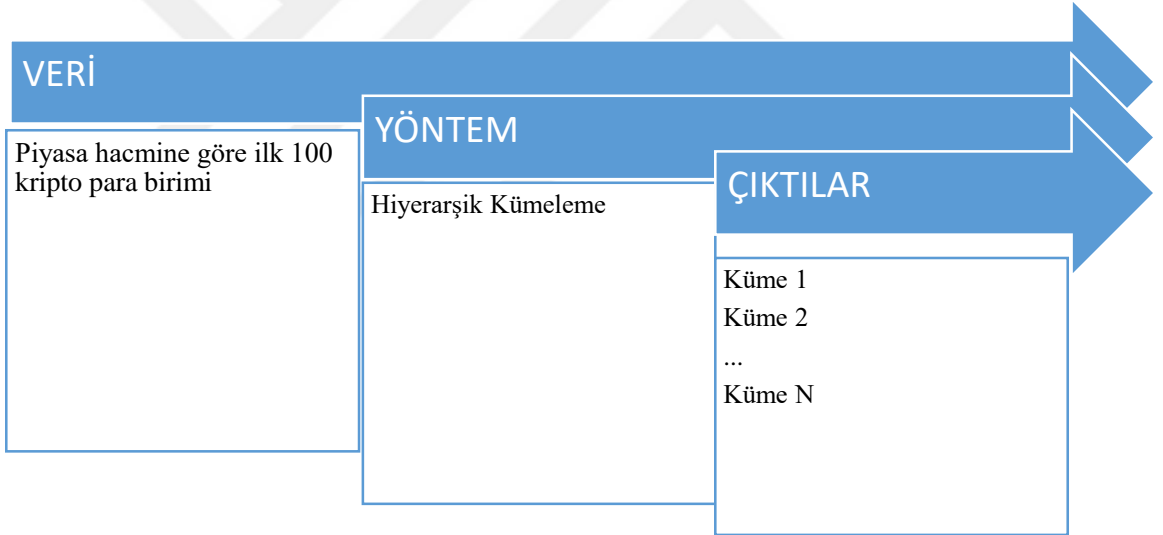 VERİ
Piyasa hacmine göre ilk 100
kripto para birimi
YÖNTEM
Hiyerarşik Kümeleme
ÇIKTILAR
Küme 1
Küme 2
...
Küme N